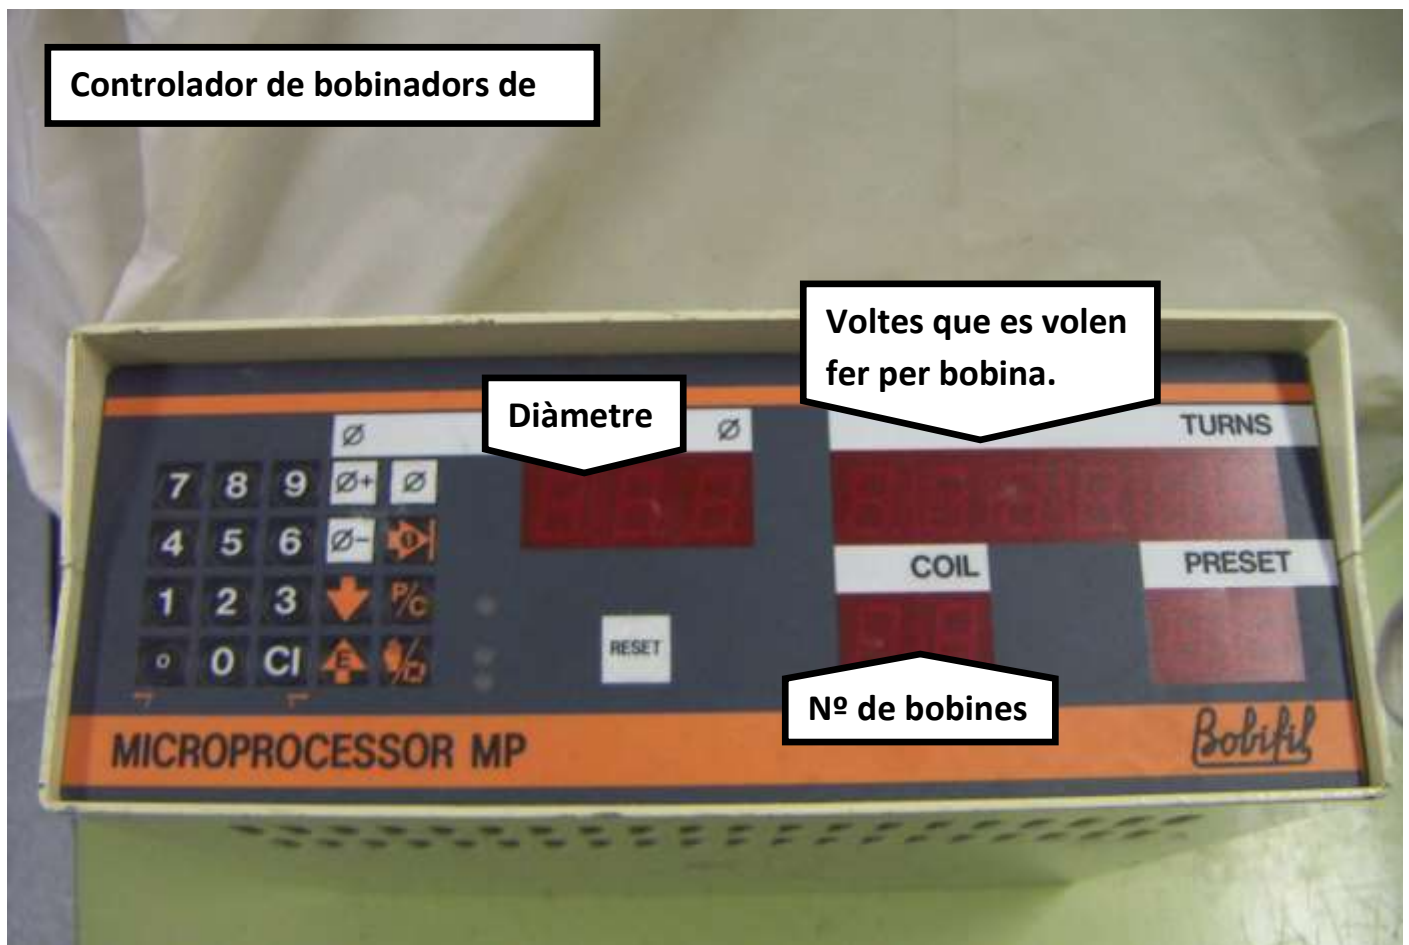 Controlador de bobinadors de
Voltes que es volen
fer per bobina.
Diàmetre
Ø
Ø
TURNS
7 8 9 Ø+ Ø
4 5 6 Ø-
1 2 3 P/C
0 CI E
RESET
COIL
PRESET
Nº de bobines
MICROPROCESSOR MP
Bobifil